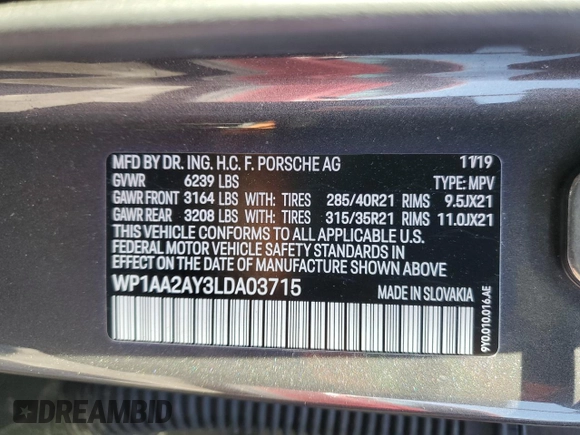 MFD BY DR. ING. H.C. F. PORSCHE AG 11/19
GVWR 6239 LBS TYPE: MPV
GAWR FRONT 3164 LBS WITH: TIRES 285/40R21 RIMS 9.5JX21
GAWR REAR 3208 LBS WITH: TIRES 315/35R21 RIMS 11.0JX21
THIS VEHICLE CONFORMS TO ALL APPLICABLE U.S.
FEDERAL MOTOR VEHICLE SAFETY STANDARDS IN
EFFECT ON THE DATE OF MANUFACTURE SHOWN ABOVE
WP1AA2AY3LDA03715 MADE IN SLOVAKIA
9Y0.010.016.AE
DREAMBID